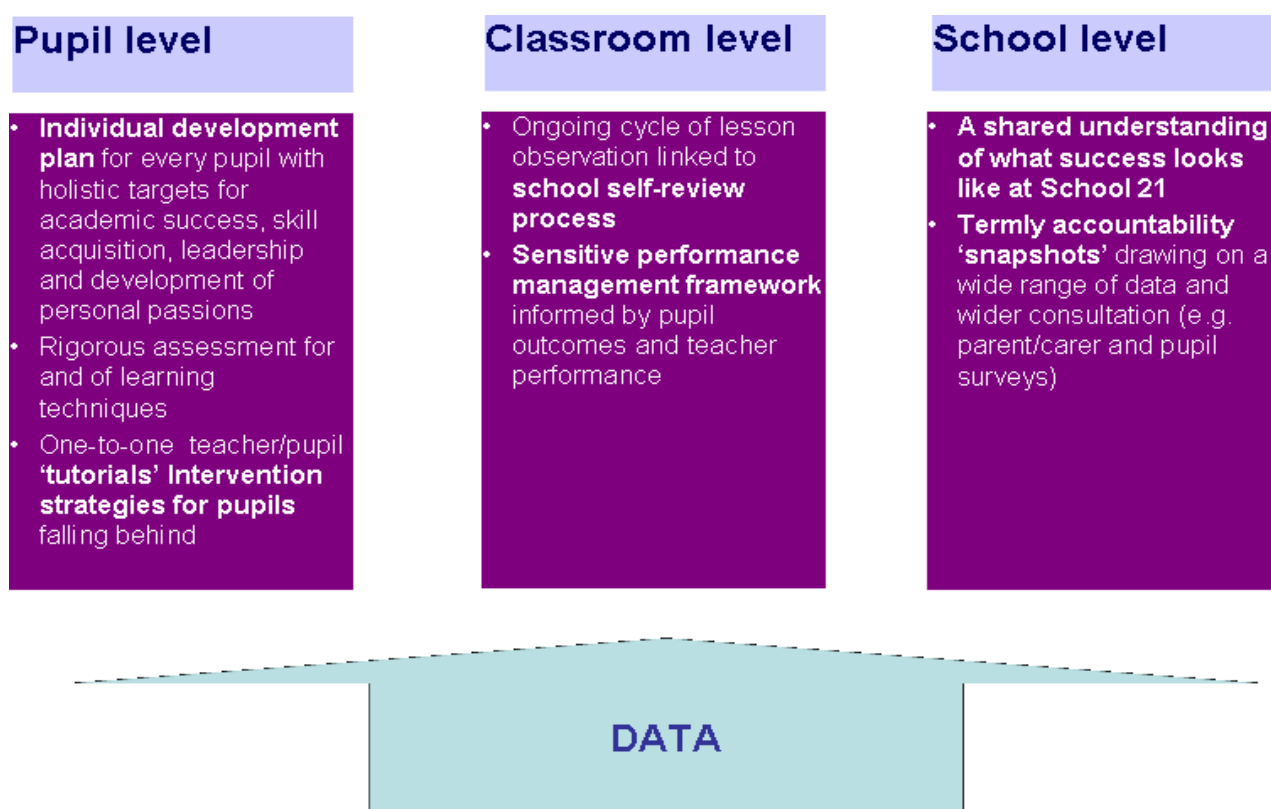 Pupil level
• Individual development
plan for every pupil with
holistic targets for
academic success, skill
acquisition, leadership
and development of
personal passions
• Rigorous assessment for
and of learning
techniques
• One-to-one teacher/pupil
‘tutorials’ Intervention
strategies for pupils
falling behind
Classroom level
• Ongoing cycle of lesson
observation linked to
school self-review
process
• Sensitive performance
management framework
informed by pupil
outcomes and teacher
performance
School level
• A shared understanding
of what success looks
like at School 21
• Termly accountability
‘snapshots’ drawing on a
wide range of data and
wider consultation (e.g.
parent/carer and pupil
surveys)
DATA